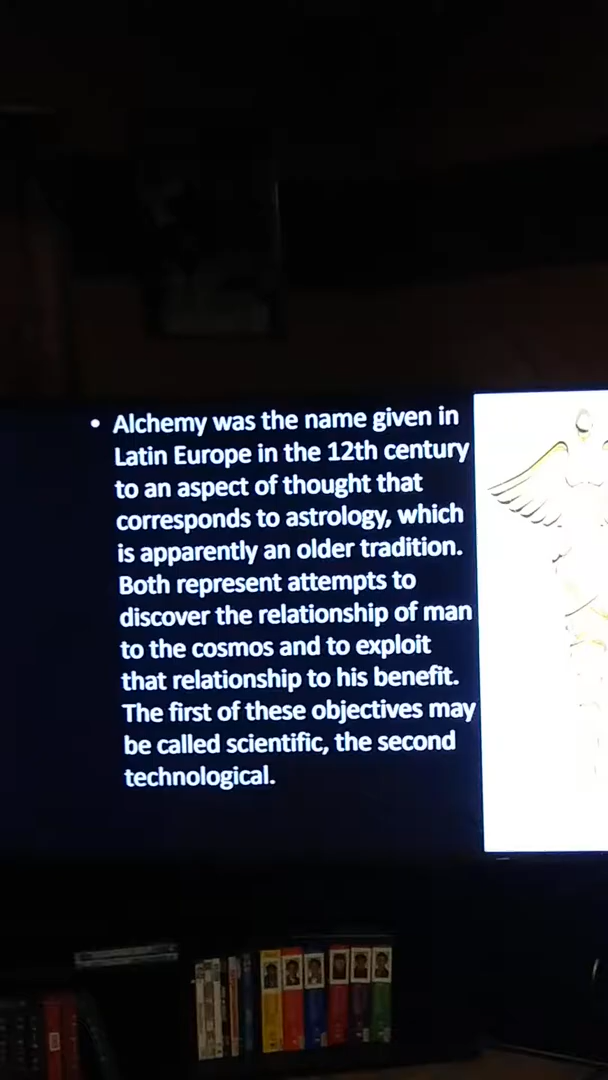 • Alchemy was the name given in
Latin Europe in the 12th century
to an aspect of thought that
corresponds to astrology, which
is apparently an older tradition.
Both represent attempts to
discover the relationship of man
to the cosmos and to exploit
that relationship to his benefit.
The first of these objectives may
be called scientific, the second
technological.